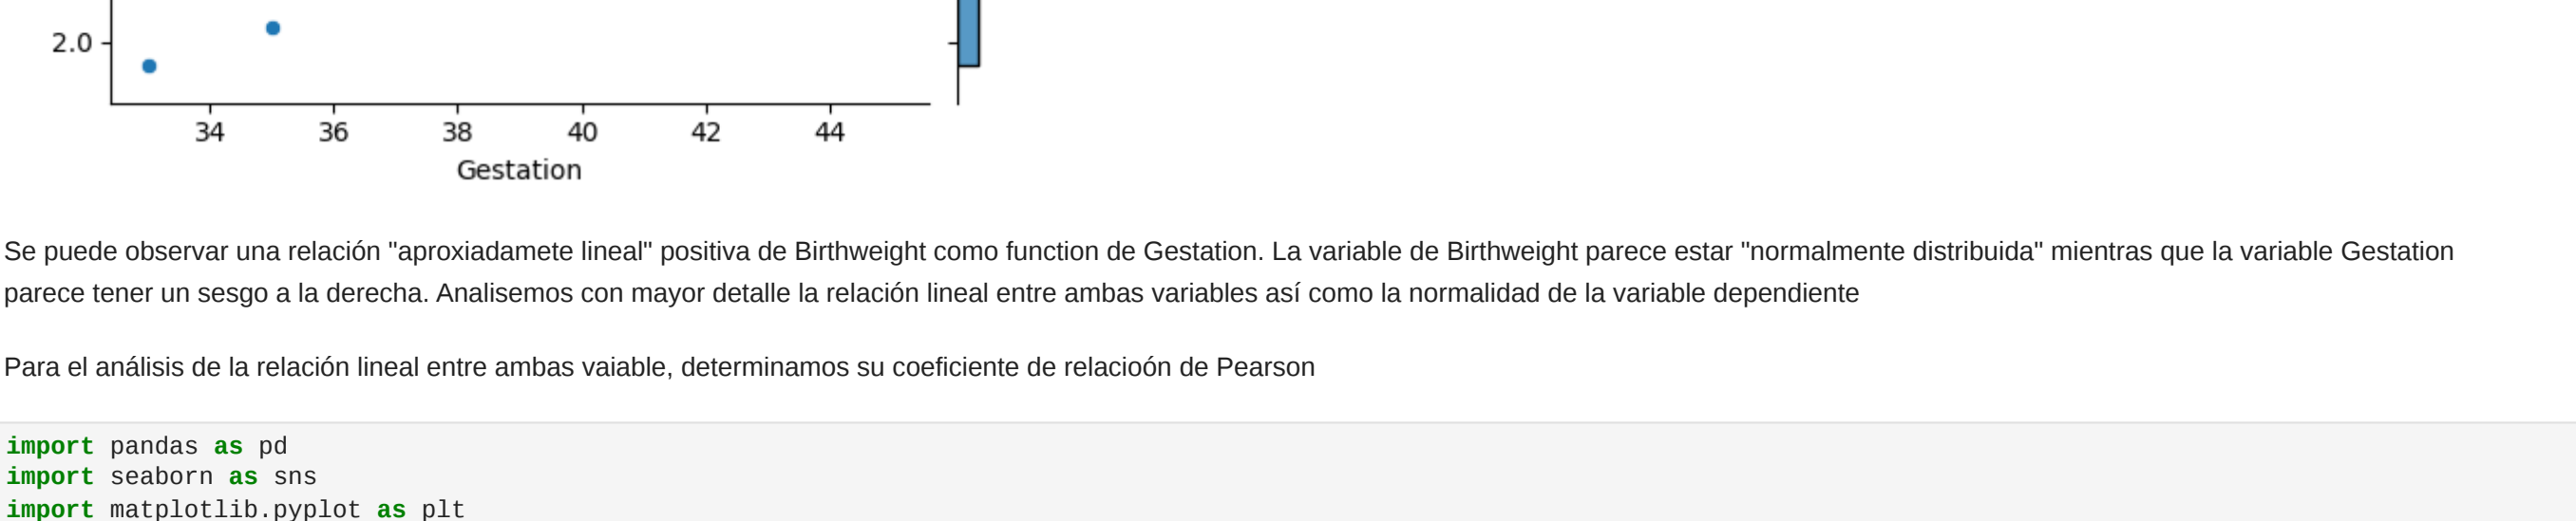 2.0
34 36 38 40 42 44
Gestation
Se puede observar una relación "aproxiadamete lineal" positiva de Birthweight como function de Gestation. La variable de Birthweight parece estar "normalmente distribuida" mientras que la variable Gestation
parece tener un sesgo a la derecha. Analisemos con mayor detalle la relación lineal entre ambas variables así como la normalidad de la variable dependiente
Para el análisis de la relación lineal entre ambas vaiable, determinamos su coeficiente de relacioón de Pearson
import pandas as pd
import seaborn as sns
import matplotlib.pyplot as plt